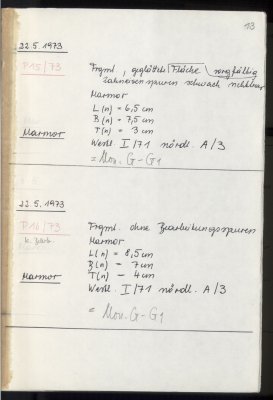 13
22.5.1973
P15/73
Frgmt, geglättete Fläche sorgfältig
Zahneisenspuren schwach sichtbar
Marmor
L(n) = 6,5 cm
B(n) = 7,5 cm
Marmor
T(n) = 3 cm
Westl. I/71 nördl. A/3
= Mon. G-G1
22.5.1973
P16/73
Frgmt. ohne Bearbeitungsspuren
Marmor
L(n) = 8,5 cm
B(n) = 7 cm
Marmor
T(n) = 4 cm
Westl. I/71 nördl. A/3
= Mon. G-G1